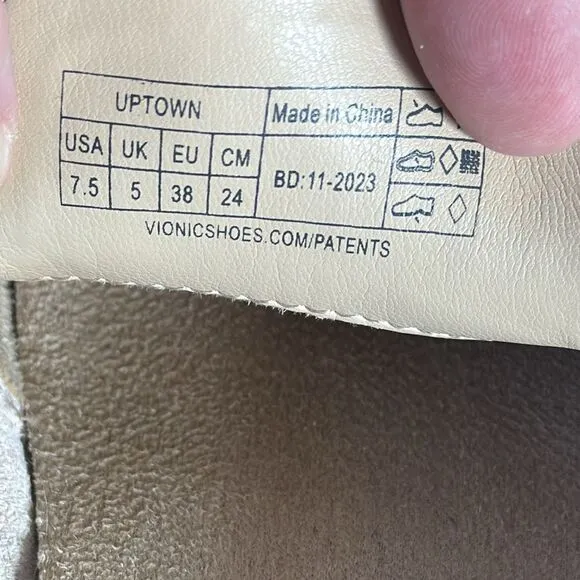 UPTOWN Made in China
USA UK EU CM
7.5 5 38 24 BD:11-2023
VIONICSHOES.COM/PATENTS